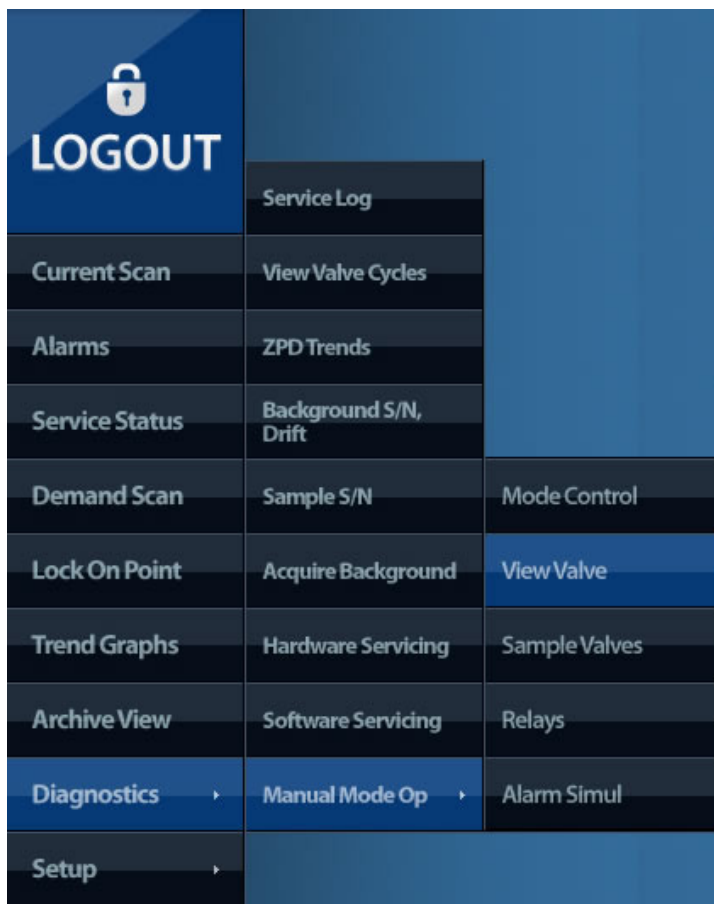 LOGOUT
Current Scan
Alarms
Service Status
Demand Scan
Lock On Point
Trend Graphs
Archive View
Diagnostics
Setup
Service Log
View Valve Cycles
ZPD Trends
Background S/N,
Drift
Sample S/N
Acquire Background
Hardware Servicing
Software Servicing
Manual Mode Op
Mode Control
View Valve
Sample Valves
Relays
Alarm Simul